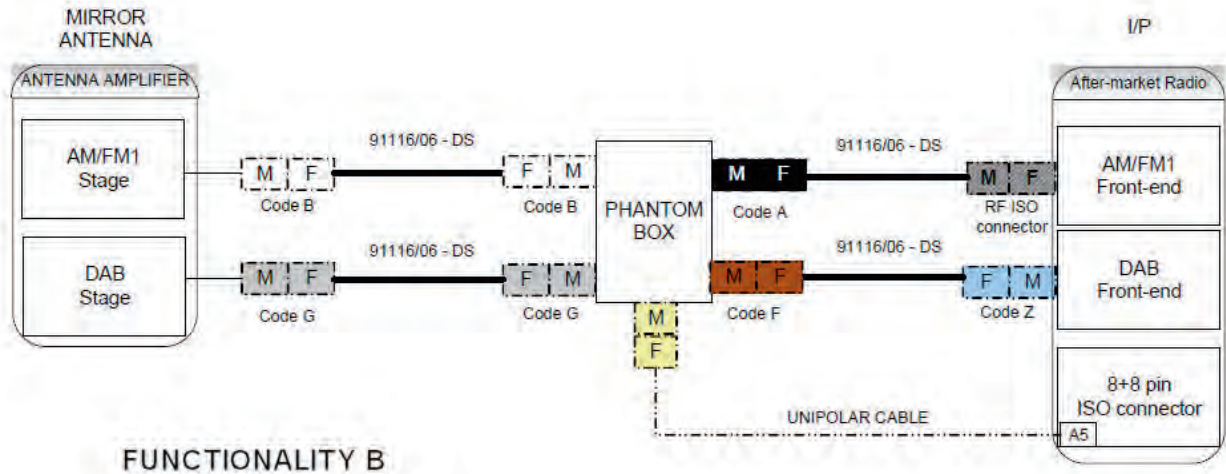 MIRROR
ANTENNA
I/P
ANTENNA AMPLIFIER
After-market Radio
AM/FM1
Stage
91116/06 - DS
91116/06 - DS
AM/FM1
Front-end
M F
F M
M F
M F
Code B
Code B
PHANTOM
BOX
Code A
RF ISO
connector
DAB
Stage
91116/06 - DS
91116/06 - DS
DAB
Front-end
M F
F M
M F
F M
Code G
Code G
Code F
Code Z
M
F
8+8 pin
ISO connector
UNIPOLAR CABLE
A5
FUNCTIONALITY B